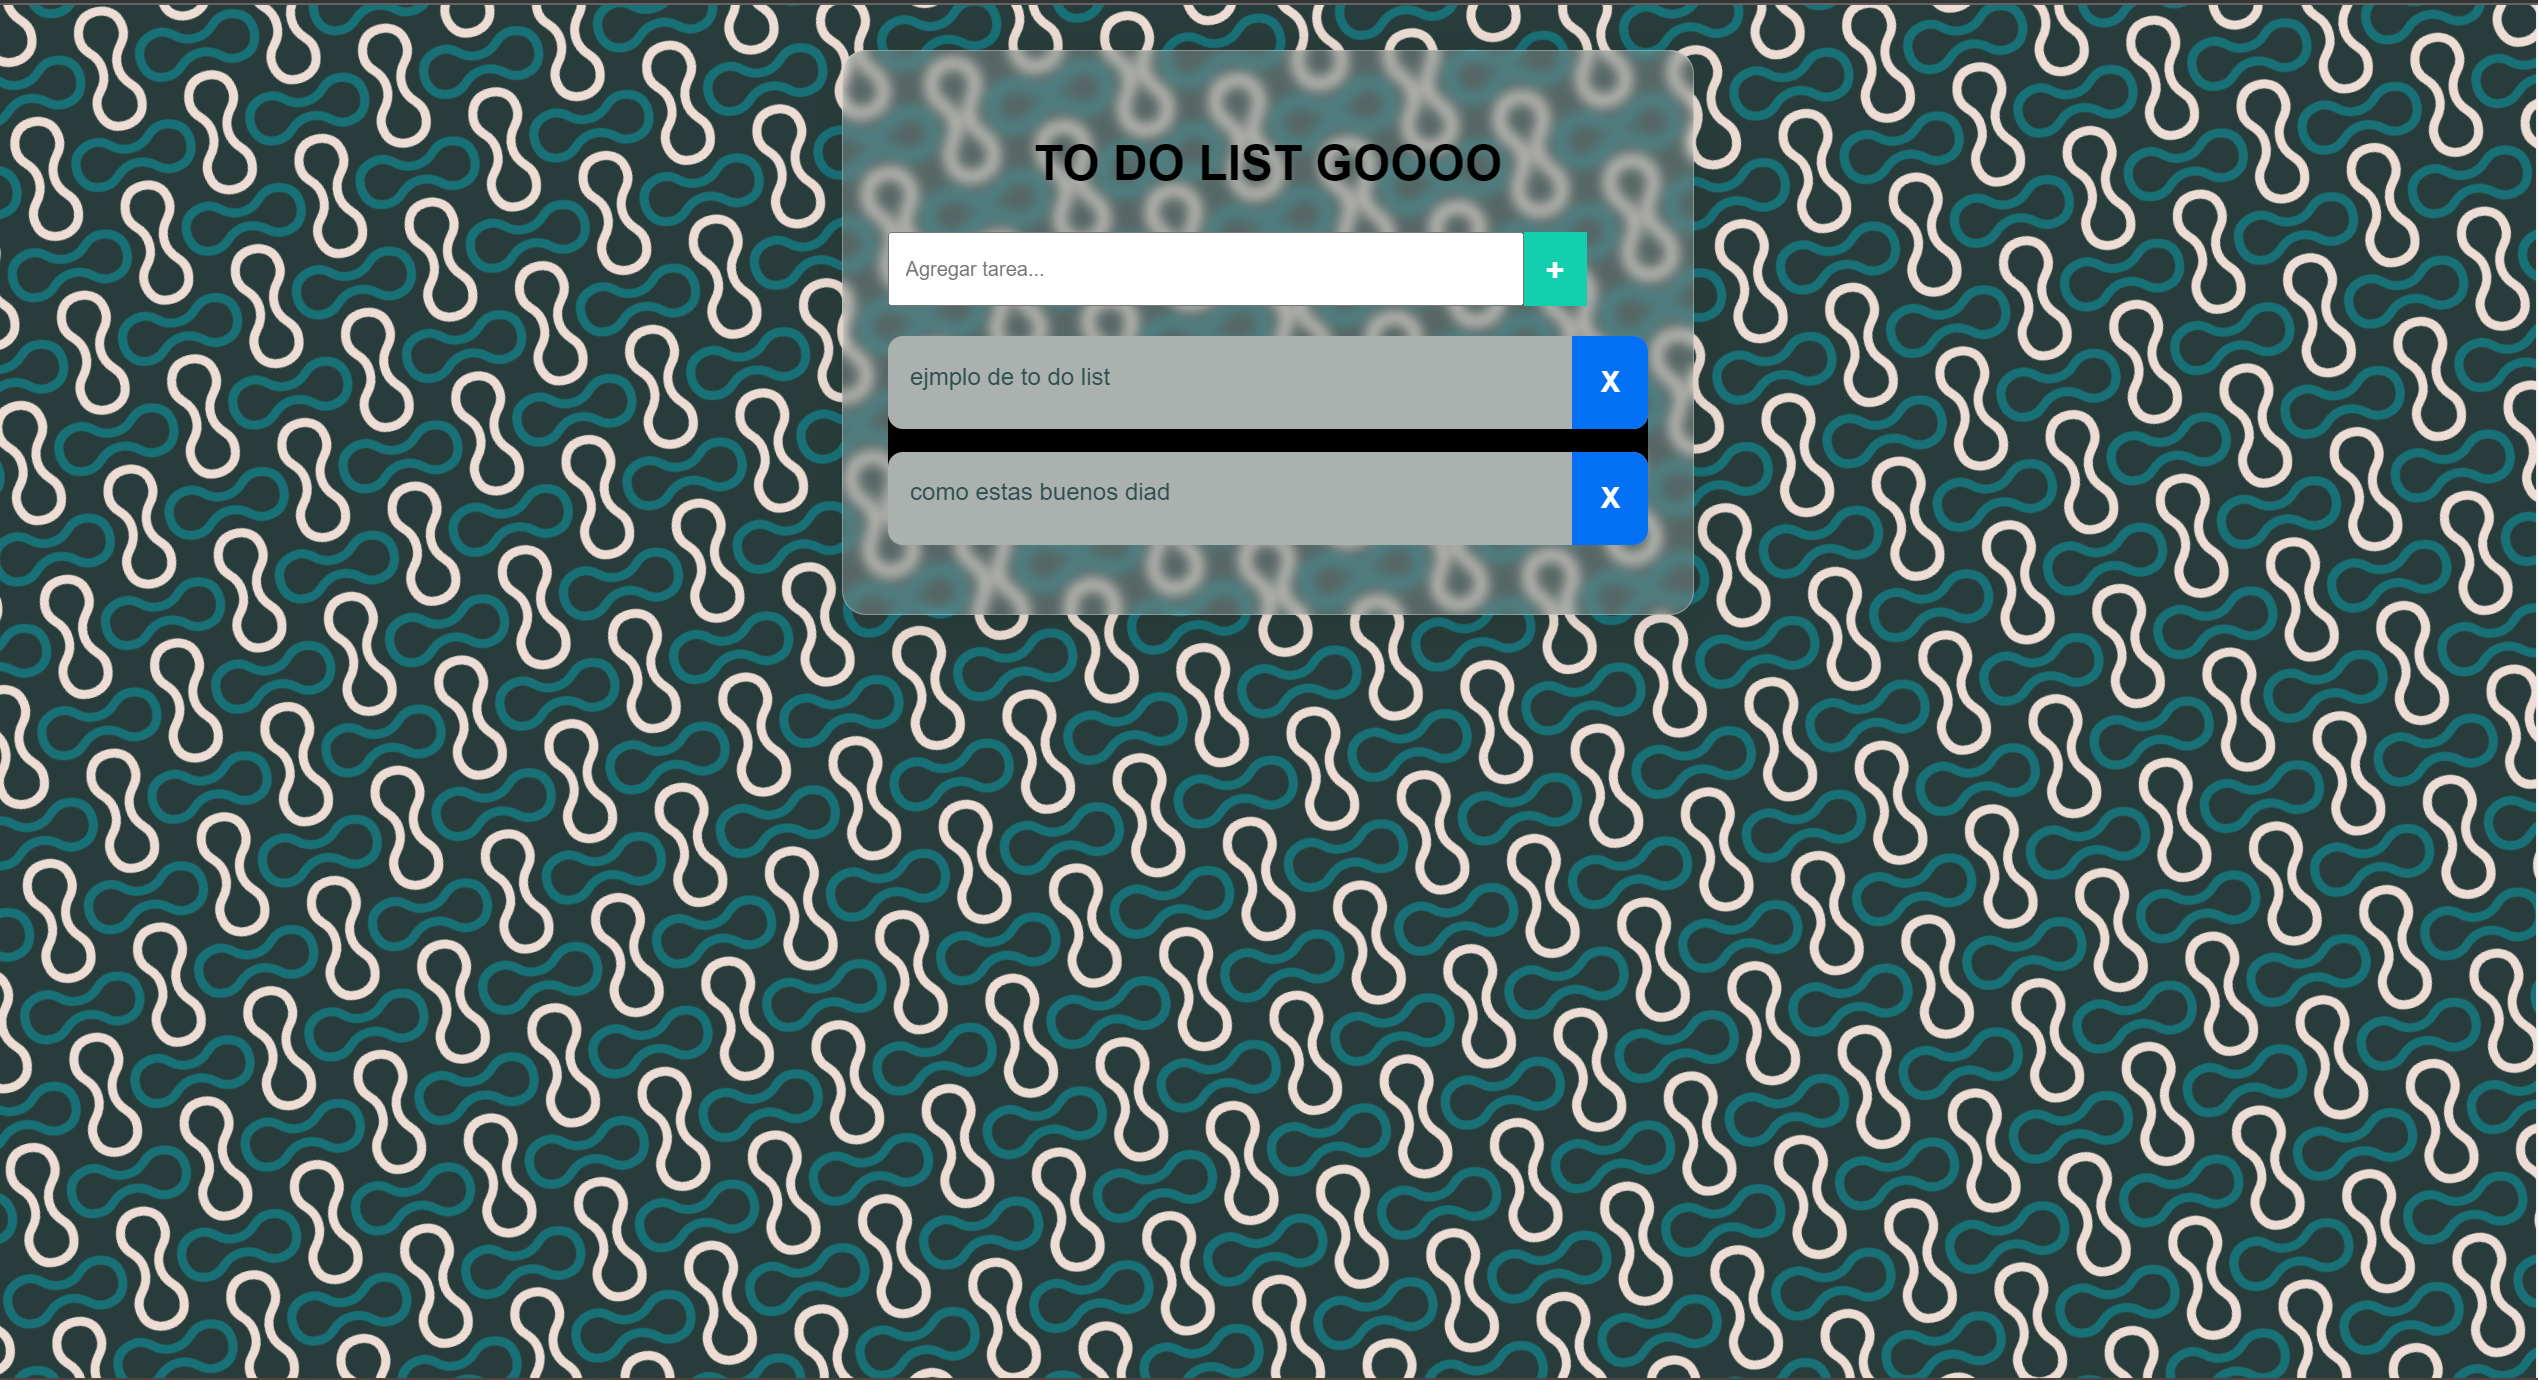 TO DO LIST GOOOO
Agregar tarea... +
ejmplo de to do list x
como estas buenos diad x